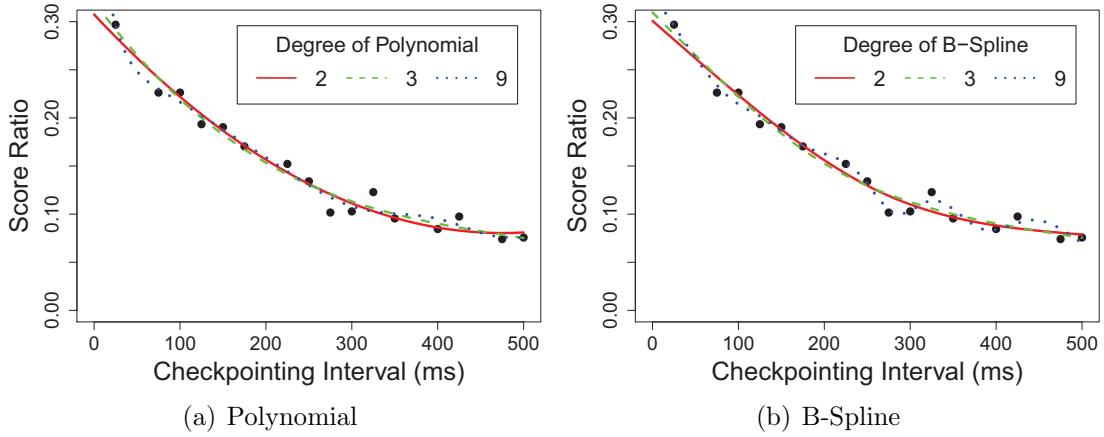 Score Ratio
0.30
0.20
0.10
0.00
Degree of Polynomial
2 3 9
0 100 200 300 400 500
Checkpointing Interval (ms)
(a) Polynomial
Score Ratio
0.30
0.20
0.10
0.00
Degree of B−Spline
2 3 9
0 100 200 300 400 500
Checkpointing Interval (ms)
(b) B-Spline